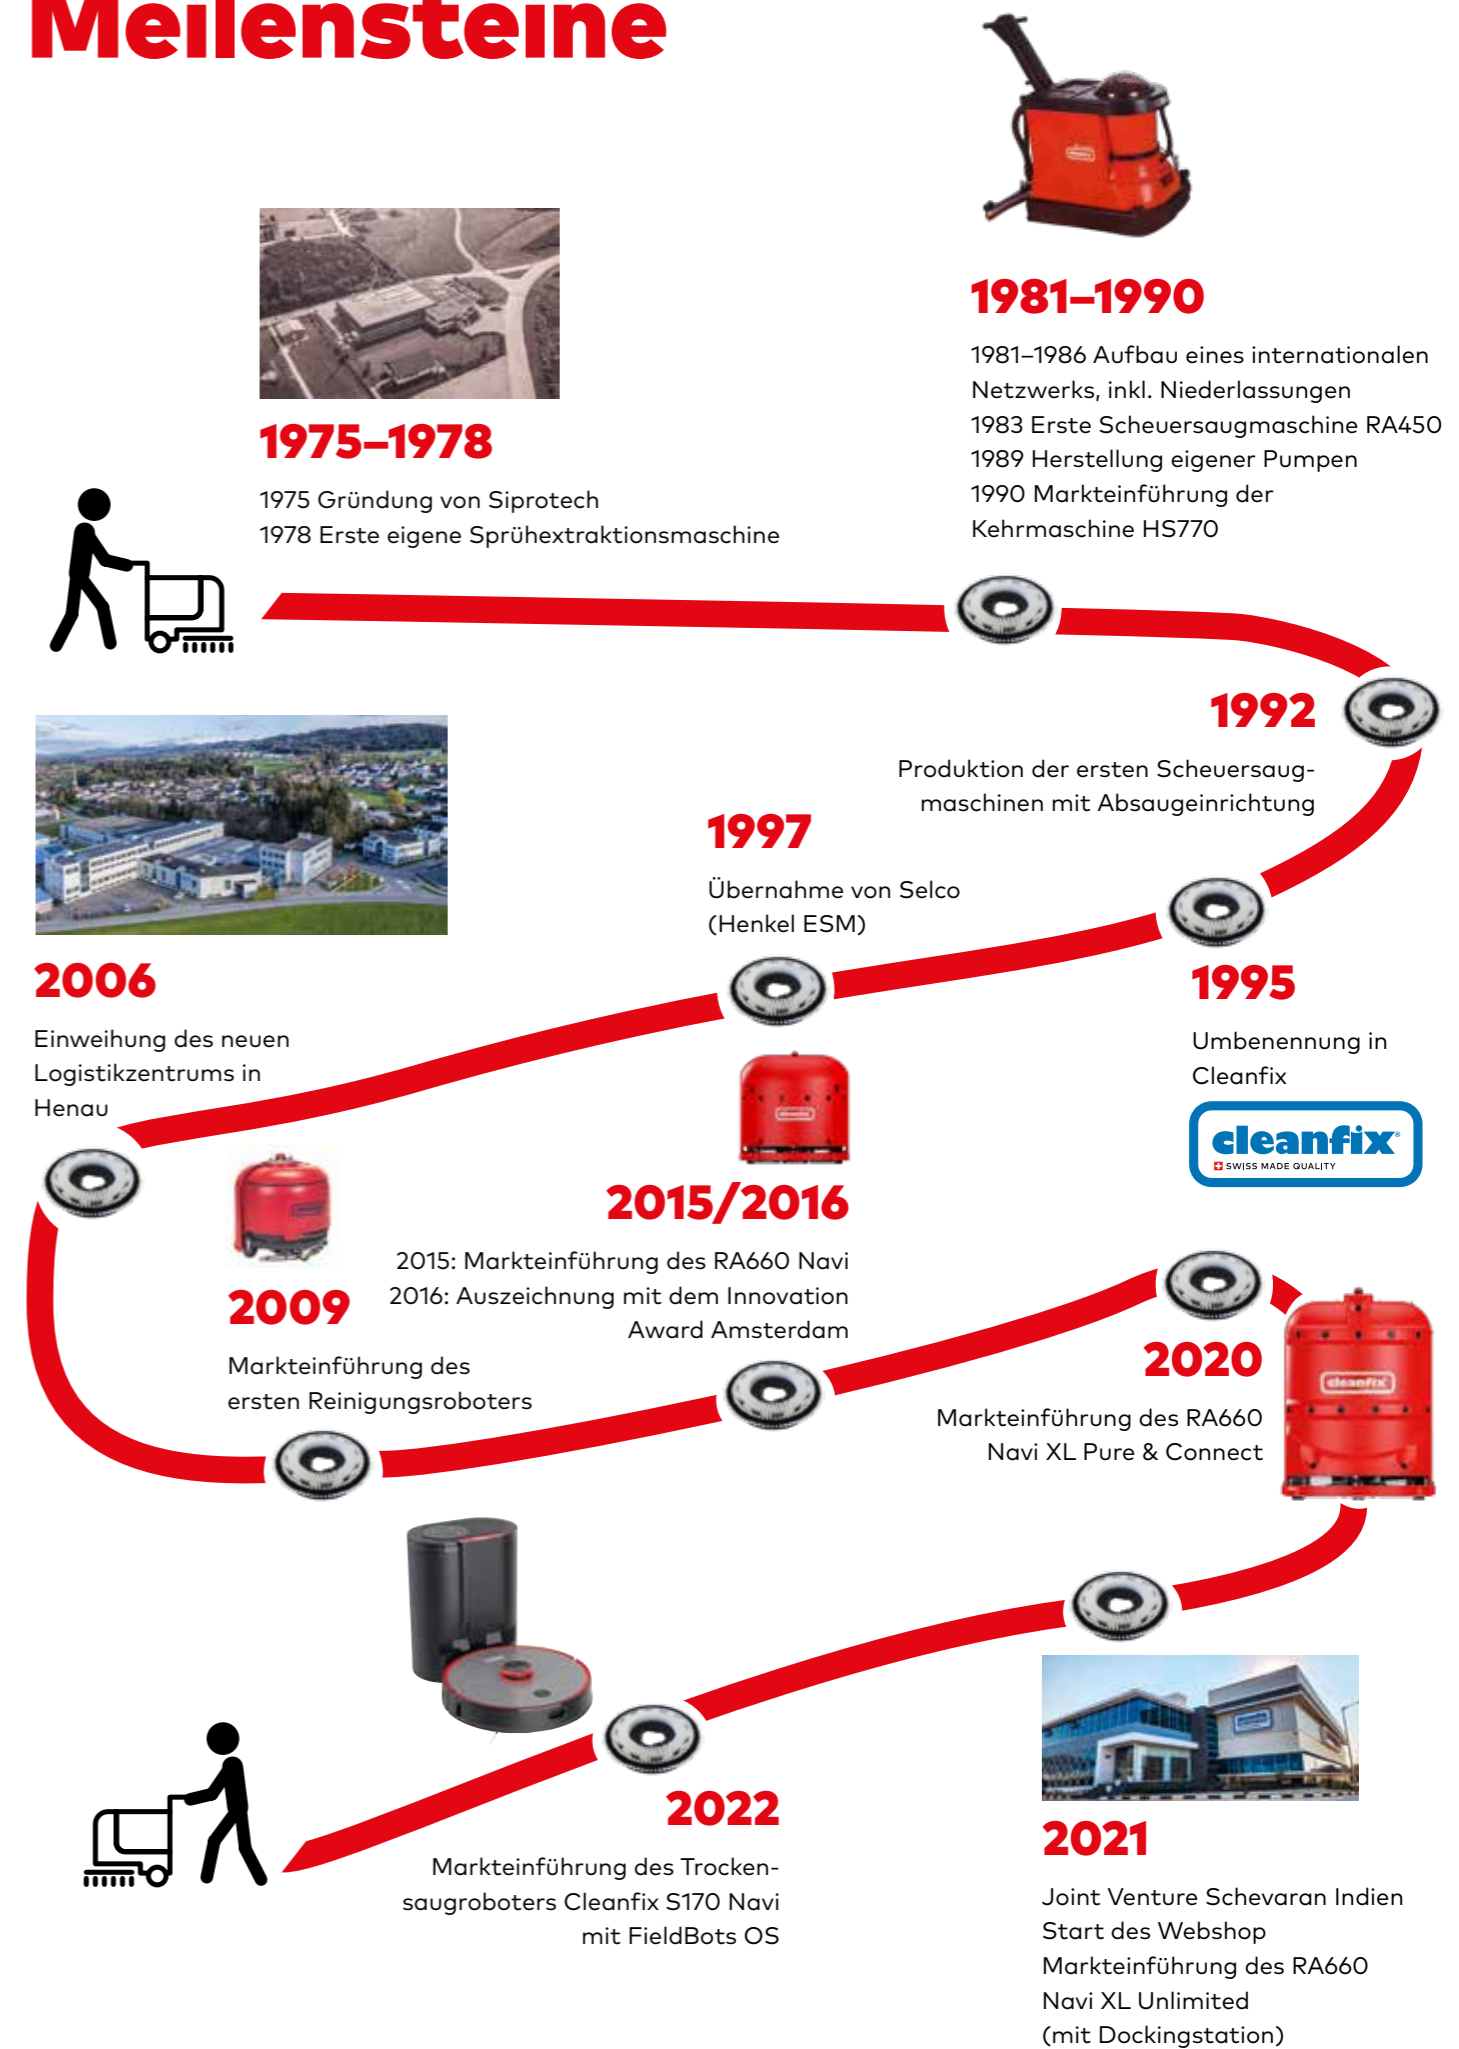 Meilensteine
1975–1978
1975 Gründung von Siprotech
1978 Erste eigene Sprühextraktionsmaschine
cleanfix
1981–1990
1981–1986 Aufbau eines internationalen
Netzwerks, inkl. Niederlassungen
1983 Erste Scheuersaugmaschine RA450
1989 Herstellung eigener Pumpen
1990 Markteinführung der
Kehrmaschine HS770
1992
Produktion der ersten Scheuersaug-
maschinen mit Absaugeinrichtung
1995
Umbenennung in
Cleanfix
cleanfix®
SWISS MADE QUALITY
1997
Übernahme von Selco
(Henkel ESM)
2006
Einweihung des neuen
Logistikzentrums in
Henau
2009
Markteinführung des
ersten Reinigungsroboters
cleanfix
2015/2016
2015: Markteinführung des RA660 Navi
2016: Auszeichnung mit dem Innovation
Award Amsterdam
2020
Markteinführung des RA660
Navi XL Pure & Connect
cleanfix
2021
Joint Venture Schevaran Indien
Start des Webshop
Markteinführung des RA660
Navi XL Unlimited
(mit Dockingstation)
2022
Markteinführung des Trocken-
saugroboters Cleanfix S170 Navi
mit FieldBots OS